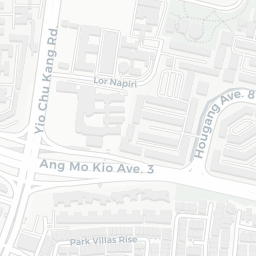 Yio Chu Kang Rd
Lor Napiri
Hougang Ave. 8
Ang Mo Kio Ave. 3
Park Villas Rise